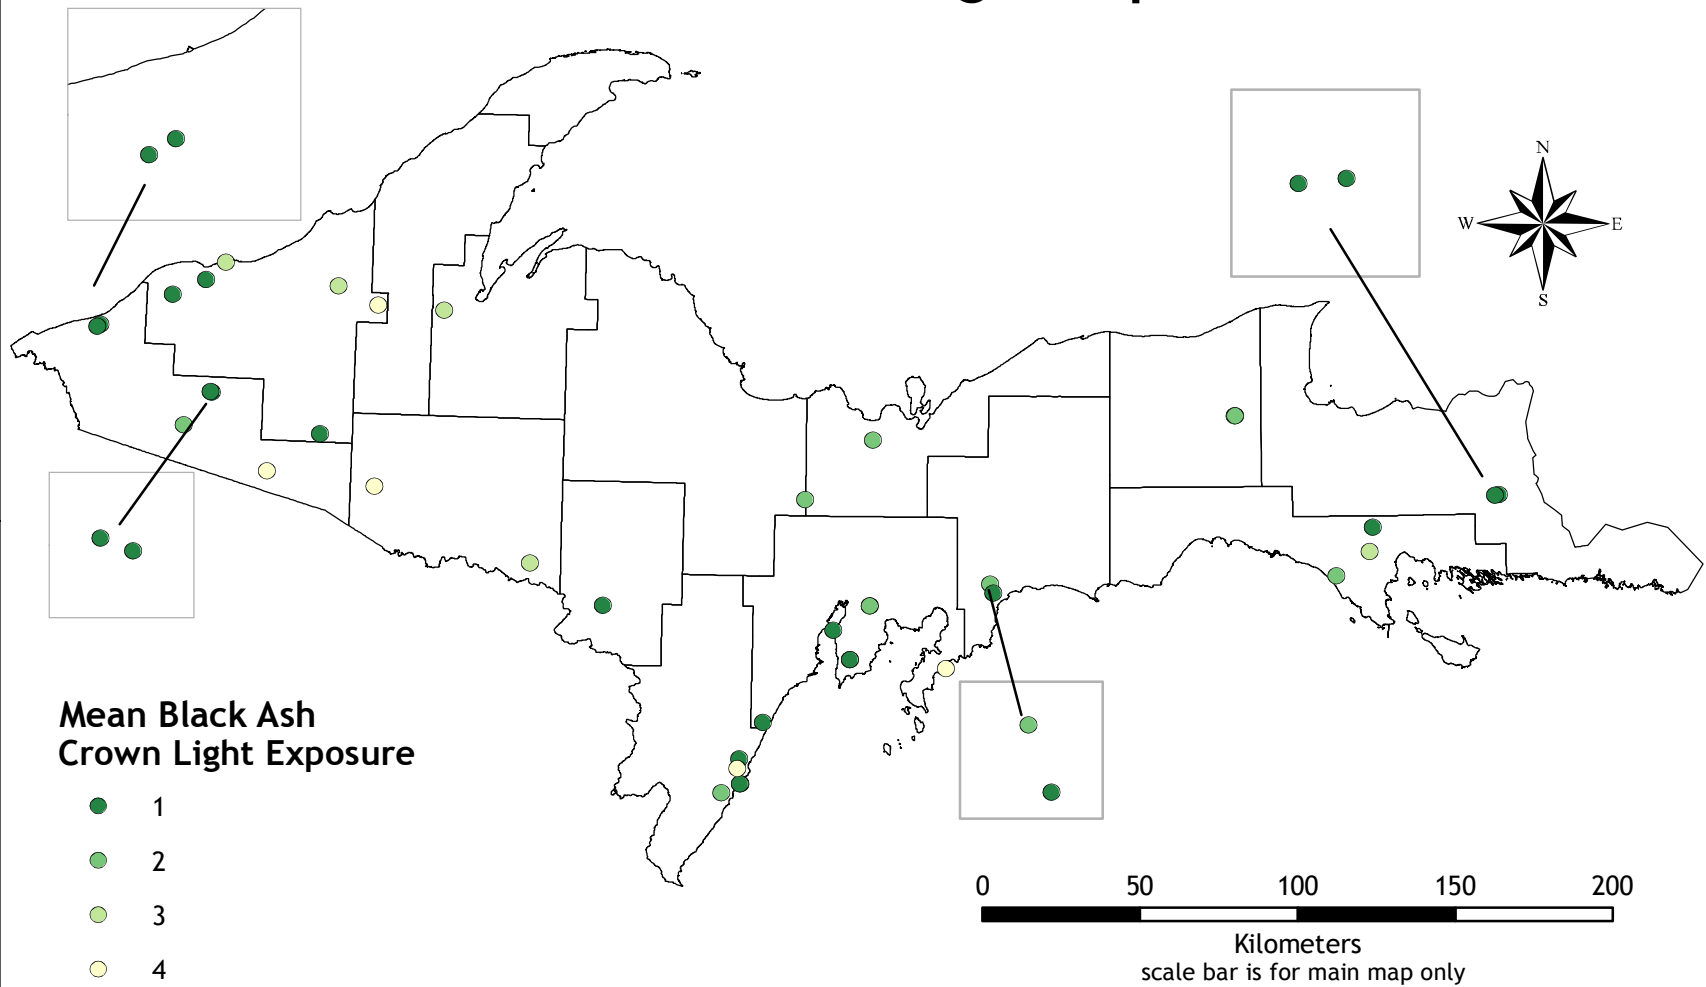 N
W
E
S
Mean Black Ash
Crown Light Exposure
1
2
3
4
0 50 100 150 200
Kilometers
scale bar is for main map only